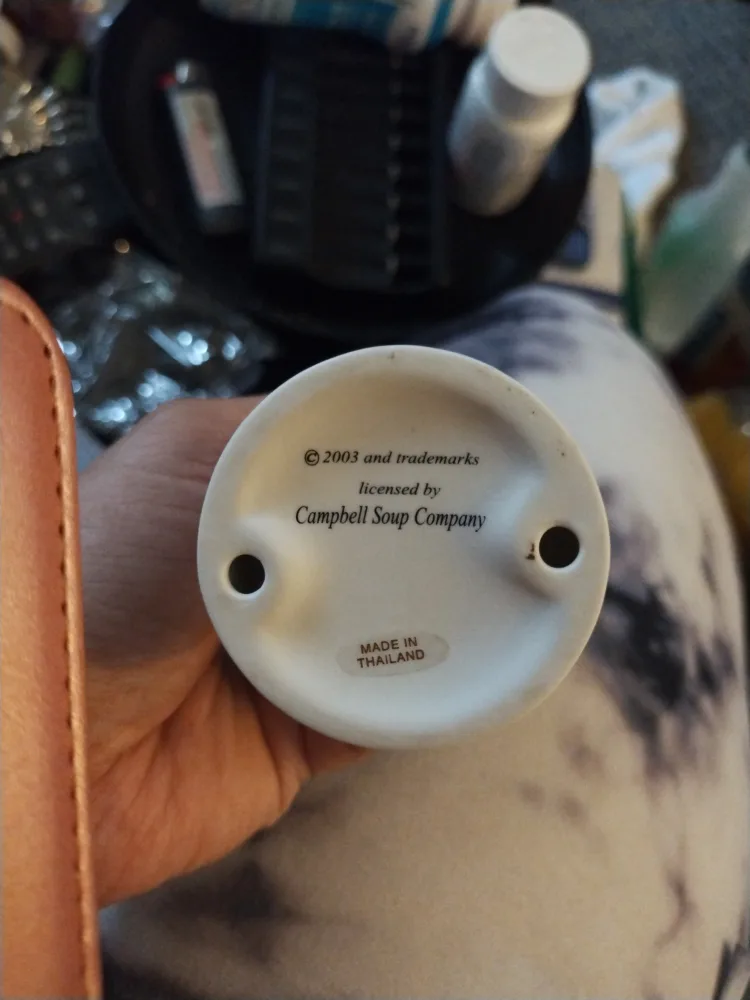 © 2003 and trademarks
licensed by
Campbell Soup Company
MADE IN
THAILAND